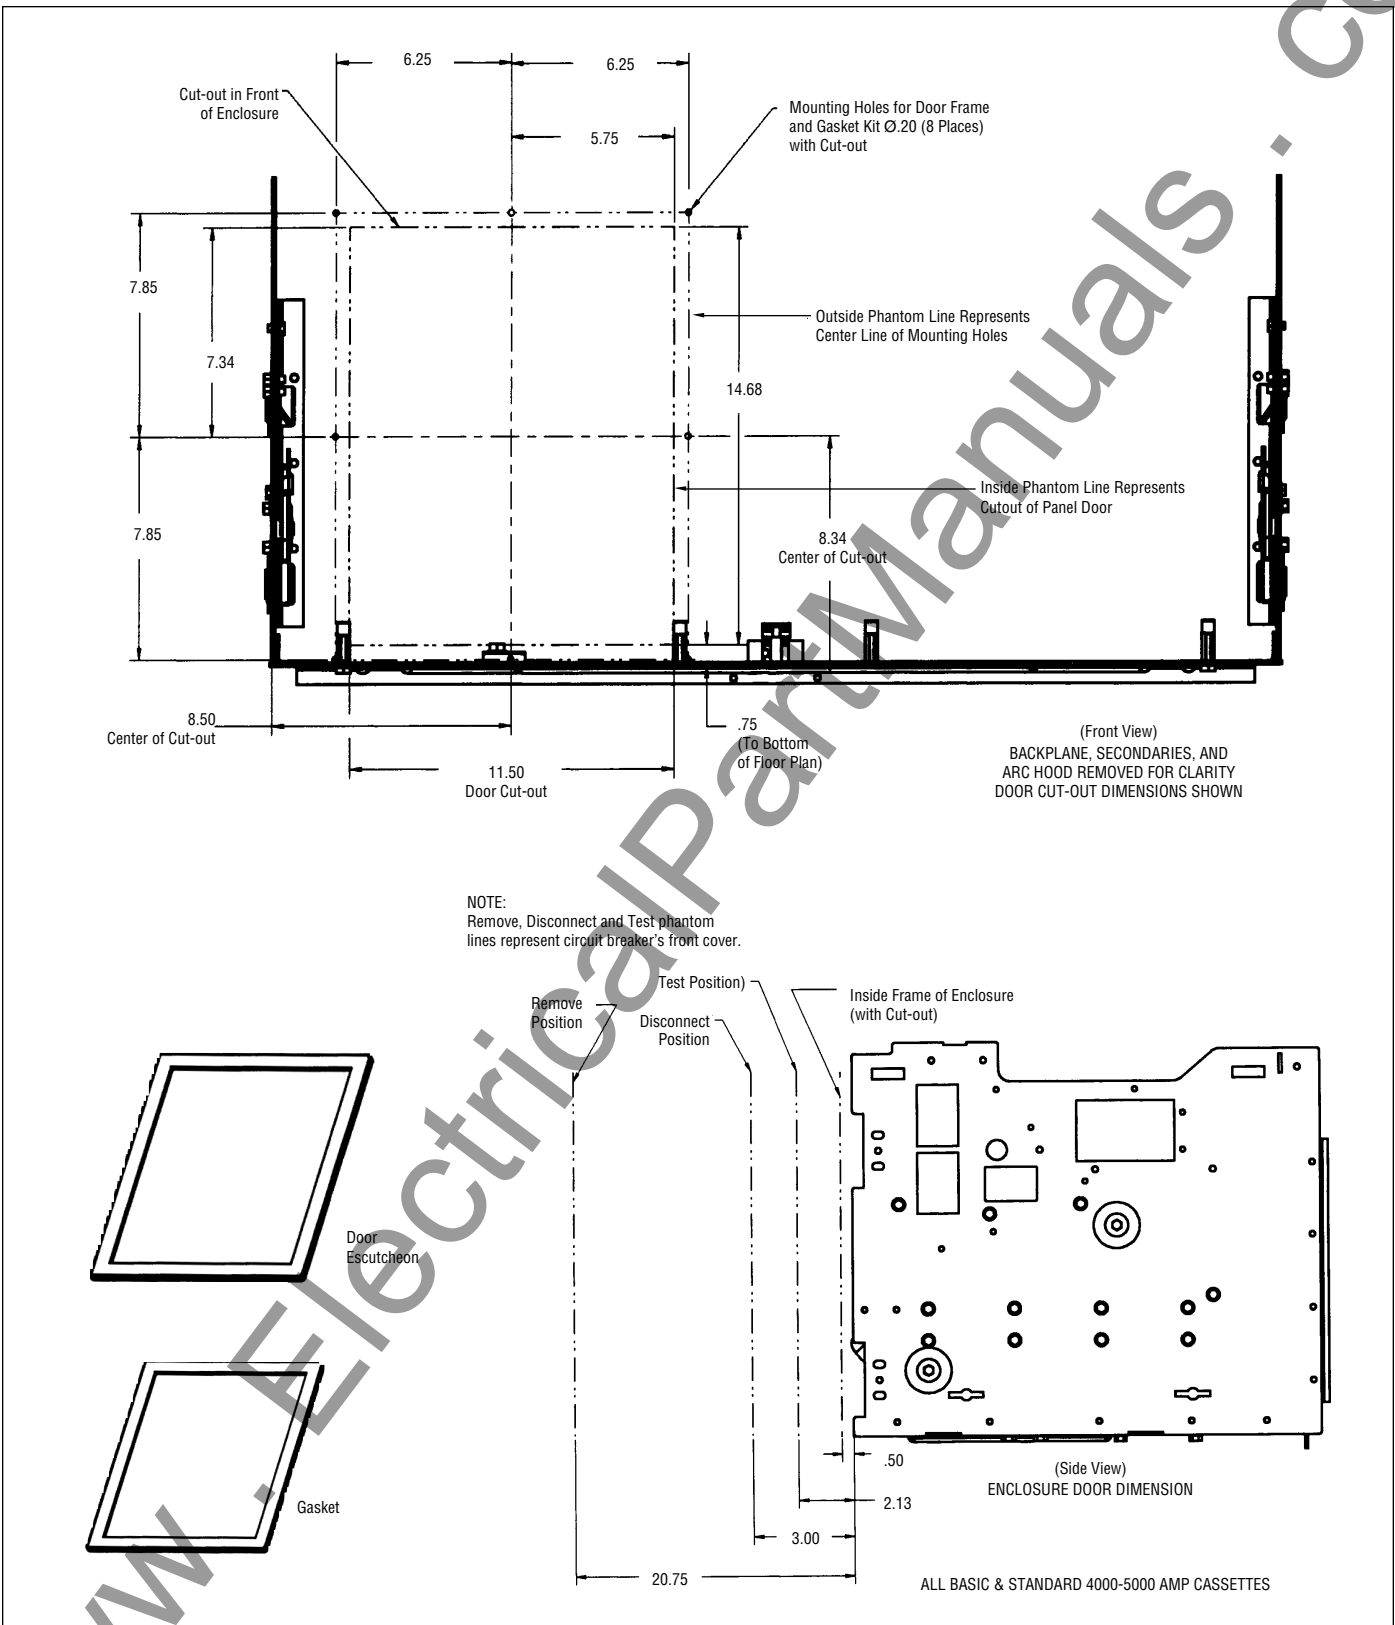 6.25
6.25
Cut-out in Front
of Enclosure
Mounting Holes for Door Frame
and Gasket Kit Ø.20 (8 Places)
with Cut-out
5.75
7.85
7.34
Outside Phantom Line Represents
Center Line of Mounting Holes
14.68
Inside Phantom Line Represents
Cutout of Panel Door
7.85
8.34
Center of Cut-out
8.50
Center of Cut-out
.75
(To Bottom
of Floor Plan)
11.50
Door Cut-out
(Front View)
BACKPLANE, SECONDARIES, AND
ARC HOOD REMOVED FOR CLARITY
DOOR CUT-OUT DIMENSIONS SHOWN
NOTE:
Remove, Disconnect and Test phantom
lines represent circuit breaker's front cover.
Test Position)
Remove
Position
Disconnect
Position
Inside Frame of Enclosure
(with Cut-out)
Door
Escutcheon
Gasket
.50
2.13
3.00
20.75
(Side View)
ENCLOSURE DOOR DIMENSION
ALL BASIC & STANDARD 4000-5000 AMP CASSETTES
w . ElectricalPartManuals . co